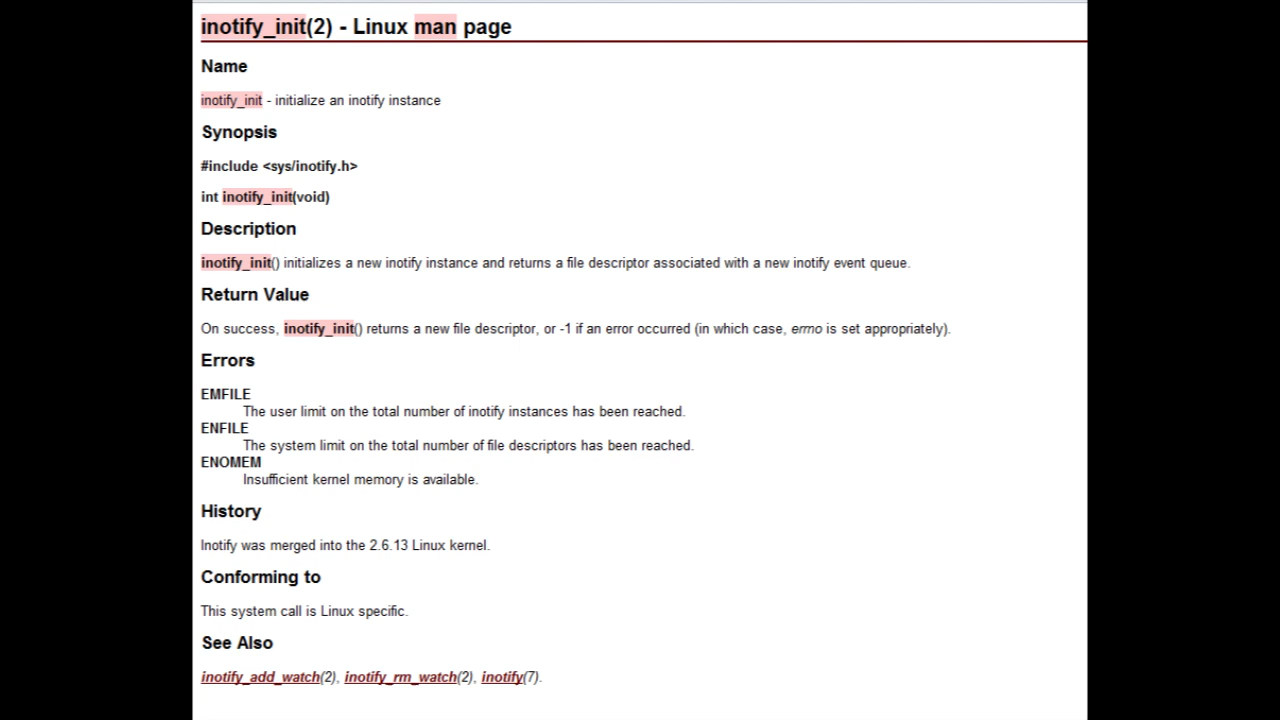 inotify_init(2) - Linux man page
Name
inotify_init - initialize an inotify instance
Synopsis
#include <sys/inotify.h>
int inotify_init(void)
Description
inotify_init() initializes a new inotify instance and returns a file descriptor associated with a new inotify event queue.
Return Value
On success, inotify_init() returns a new file descriptor, or -1 if an error occurred (in which case, errno is set appropriately).
Errors
EMFILE
The user limit on the total number of inotify instances has been reached.
ENFILE
The system limit on the total number of file descriptors has been reached.
ENOMEM
Insufficient kernel memory is available.
History
Inotify was merged into the 2.6.13 Linux kernel.
Conforming to
This system call is Linux specific.
See Also
inotify_add_watch(2), inotify_rm_watch(2), inotify(7).